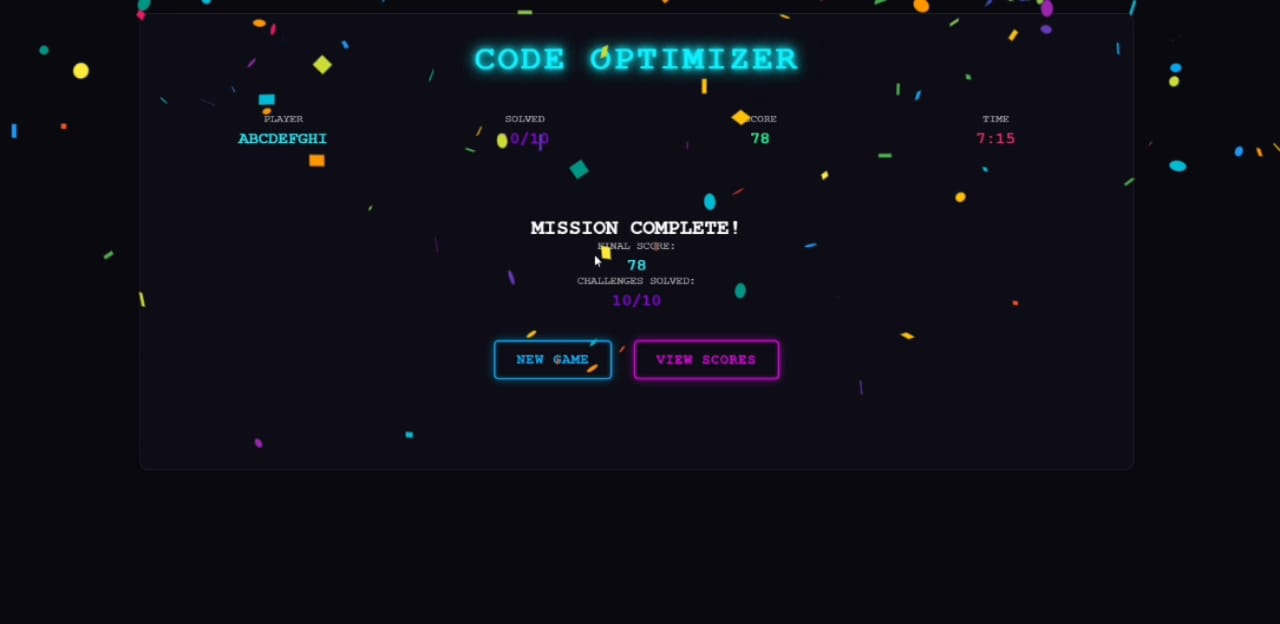 CODE OPTIMIZER
PLAYER SOLVED SCORE TIME
ABCDEFGHI 10/10 78 7:15
MISSION COMPLETE!
FINAL SCORE:
78
CHALLENGES SOLVED:
10/10
NEW GAME VIEW SCORES